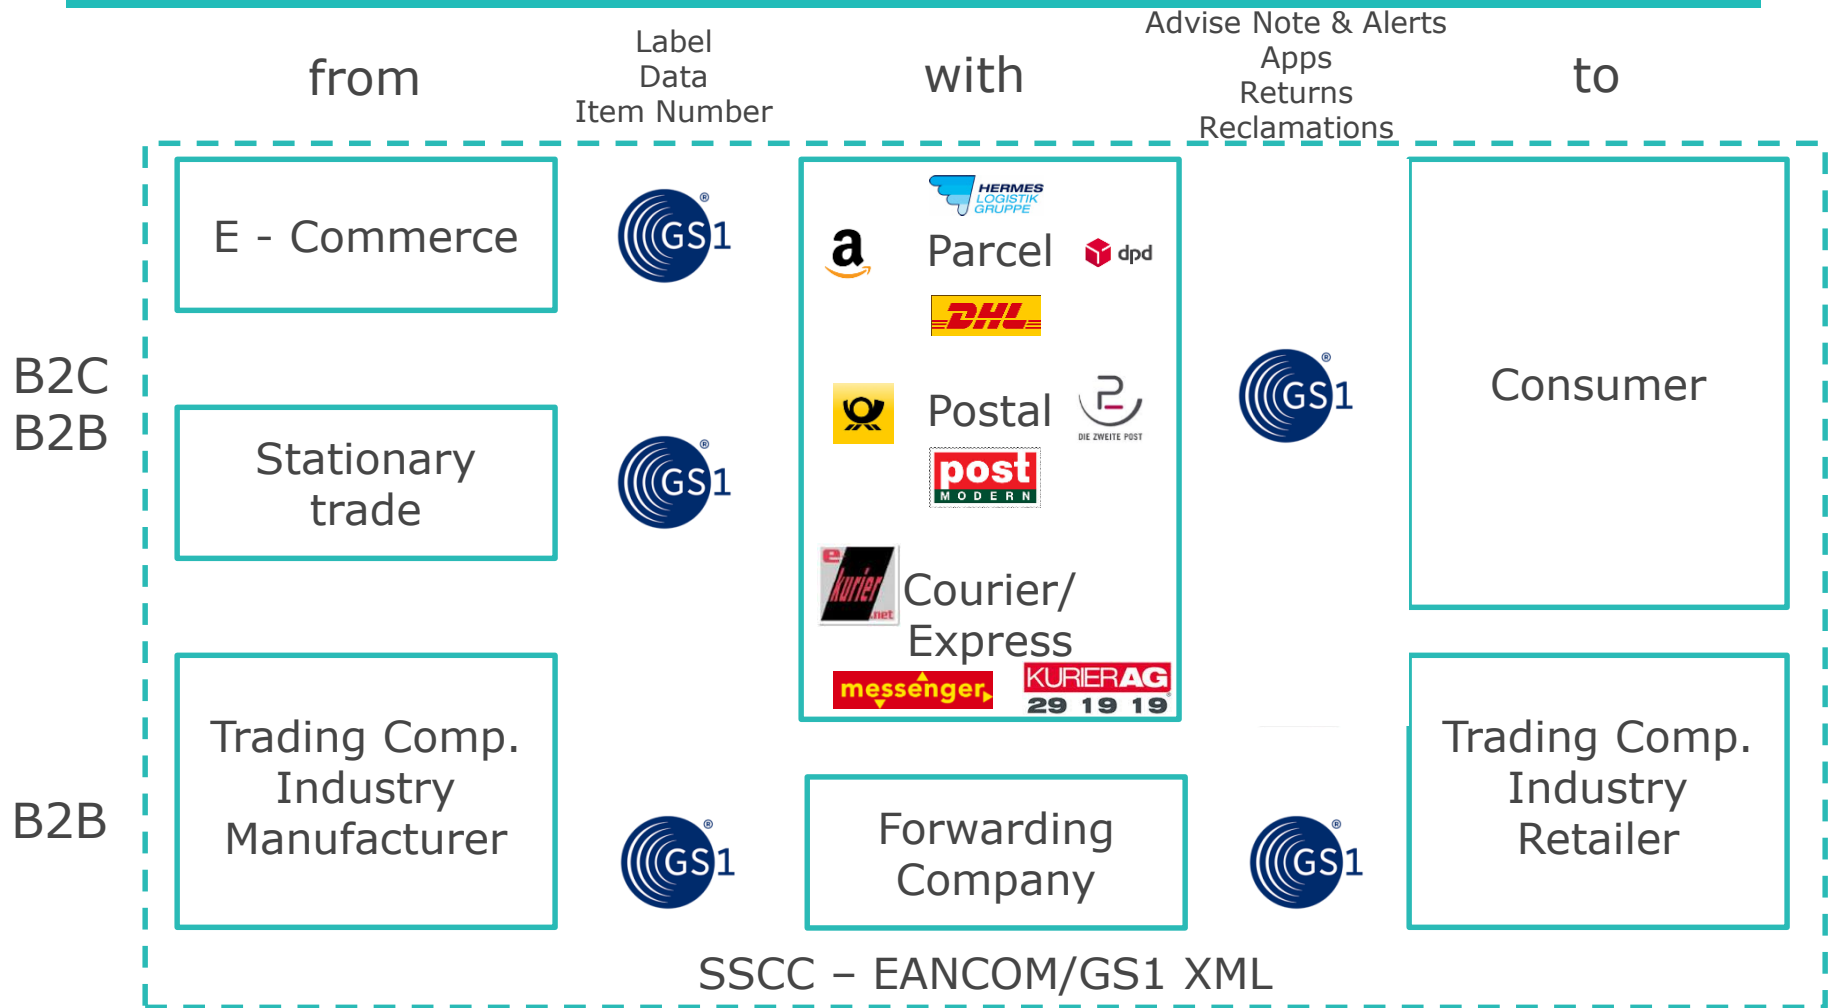 from
Label
Data
Item Number
with
Advise Note & Alerts
Apps
Returns
Reclamations
to
B2C
B2B
E - Commerce
GS1®
HERMES
LOGISTIK
GRUPPE
a
Parcel
dpd
DHL
Stationary
trade
GS1®
Postal
DIE ZWEITE POST
post
MODERN
GS1®
Consumer
e
kurier
.net
Courier/
Express
messenger
KURIERAG
29 19 19
B2B
Trading Comp.
Industry
Manufacturer
GS1®
Forwarding
Company
GS1®
Trading Comp.
Industry
Retailer
SSCC – EANCOM/GS1 XML